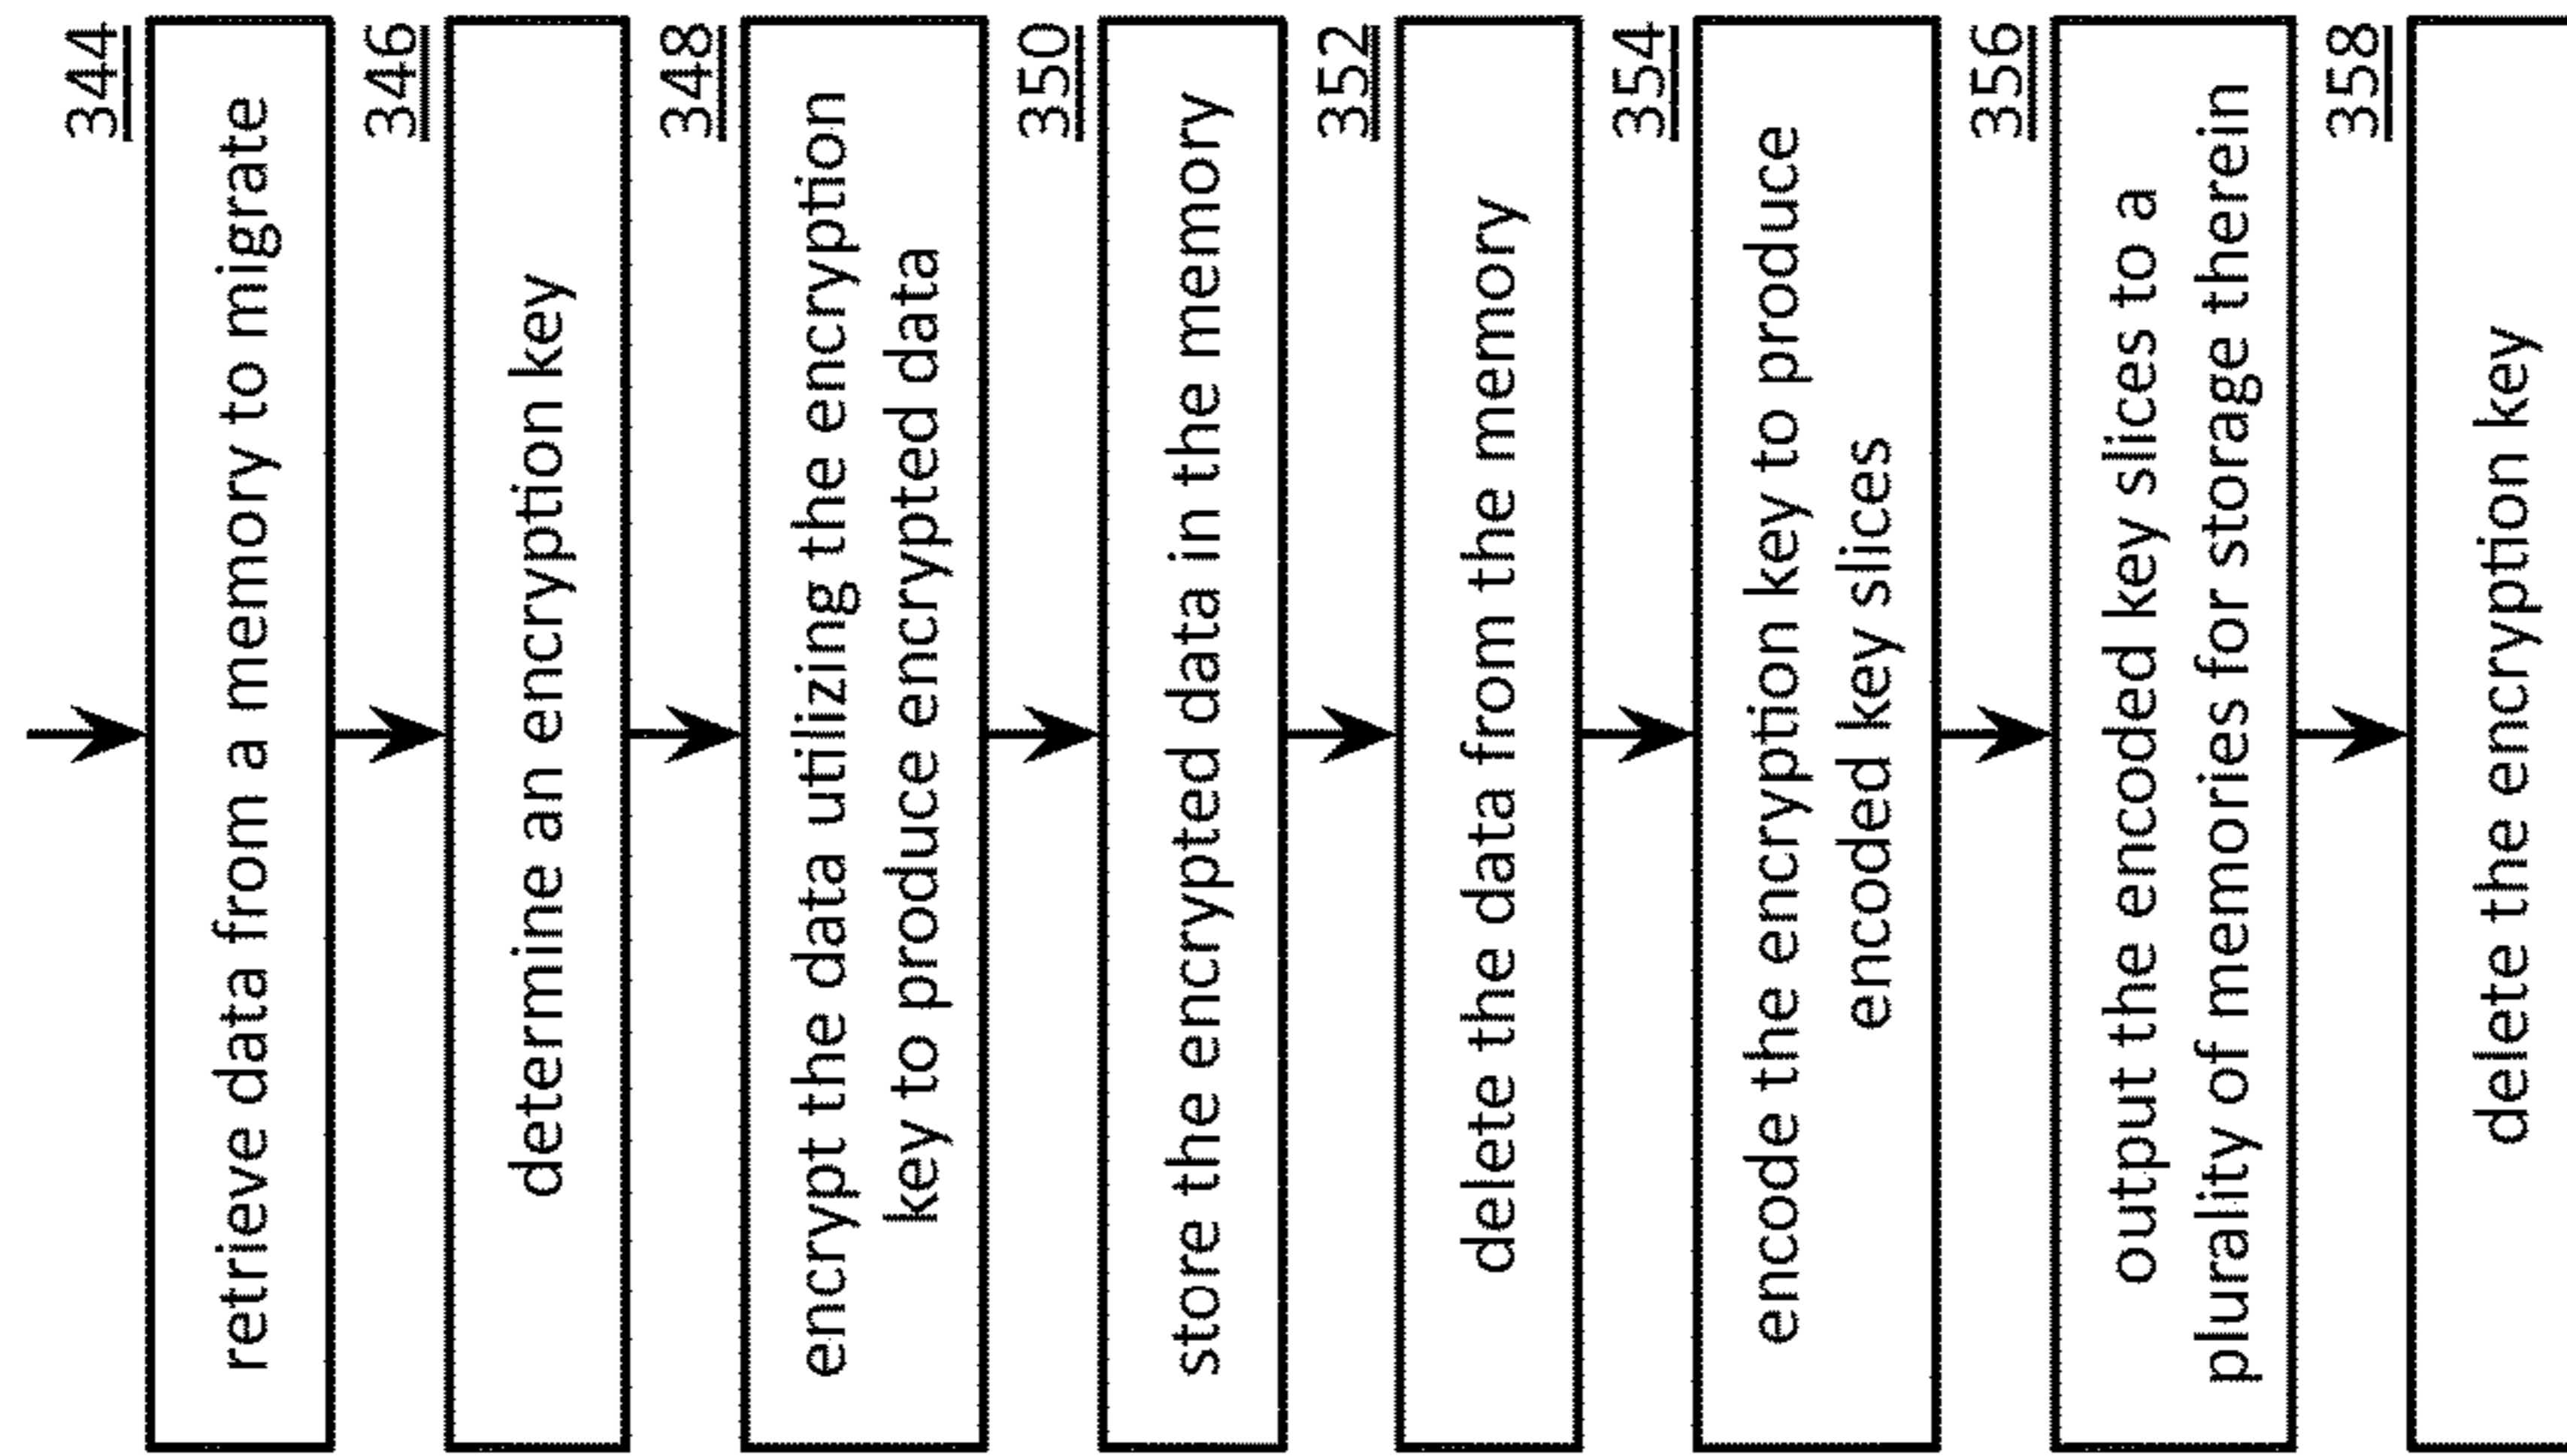 344
retrieve data from a memory to migrate
346
determine an encryption key
348
encrypt the data utilizing the encryption
key to produce encrypted data
350
store the encrypted data in the memory
352
delete the data from the memory
354
encode the encryption key to produce
encoded key slices
356
output the encoded key slices to a
plurality of memories for storage therein
358
delete the encryption key